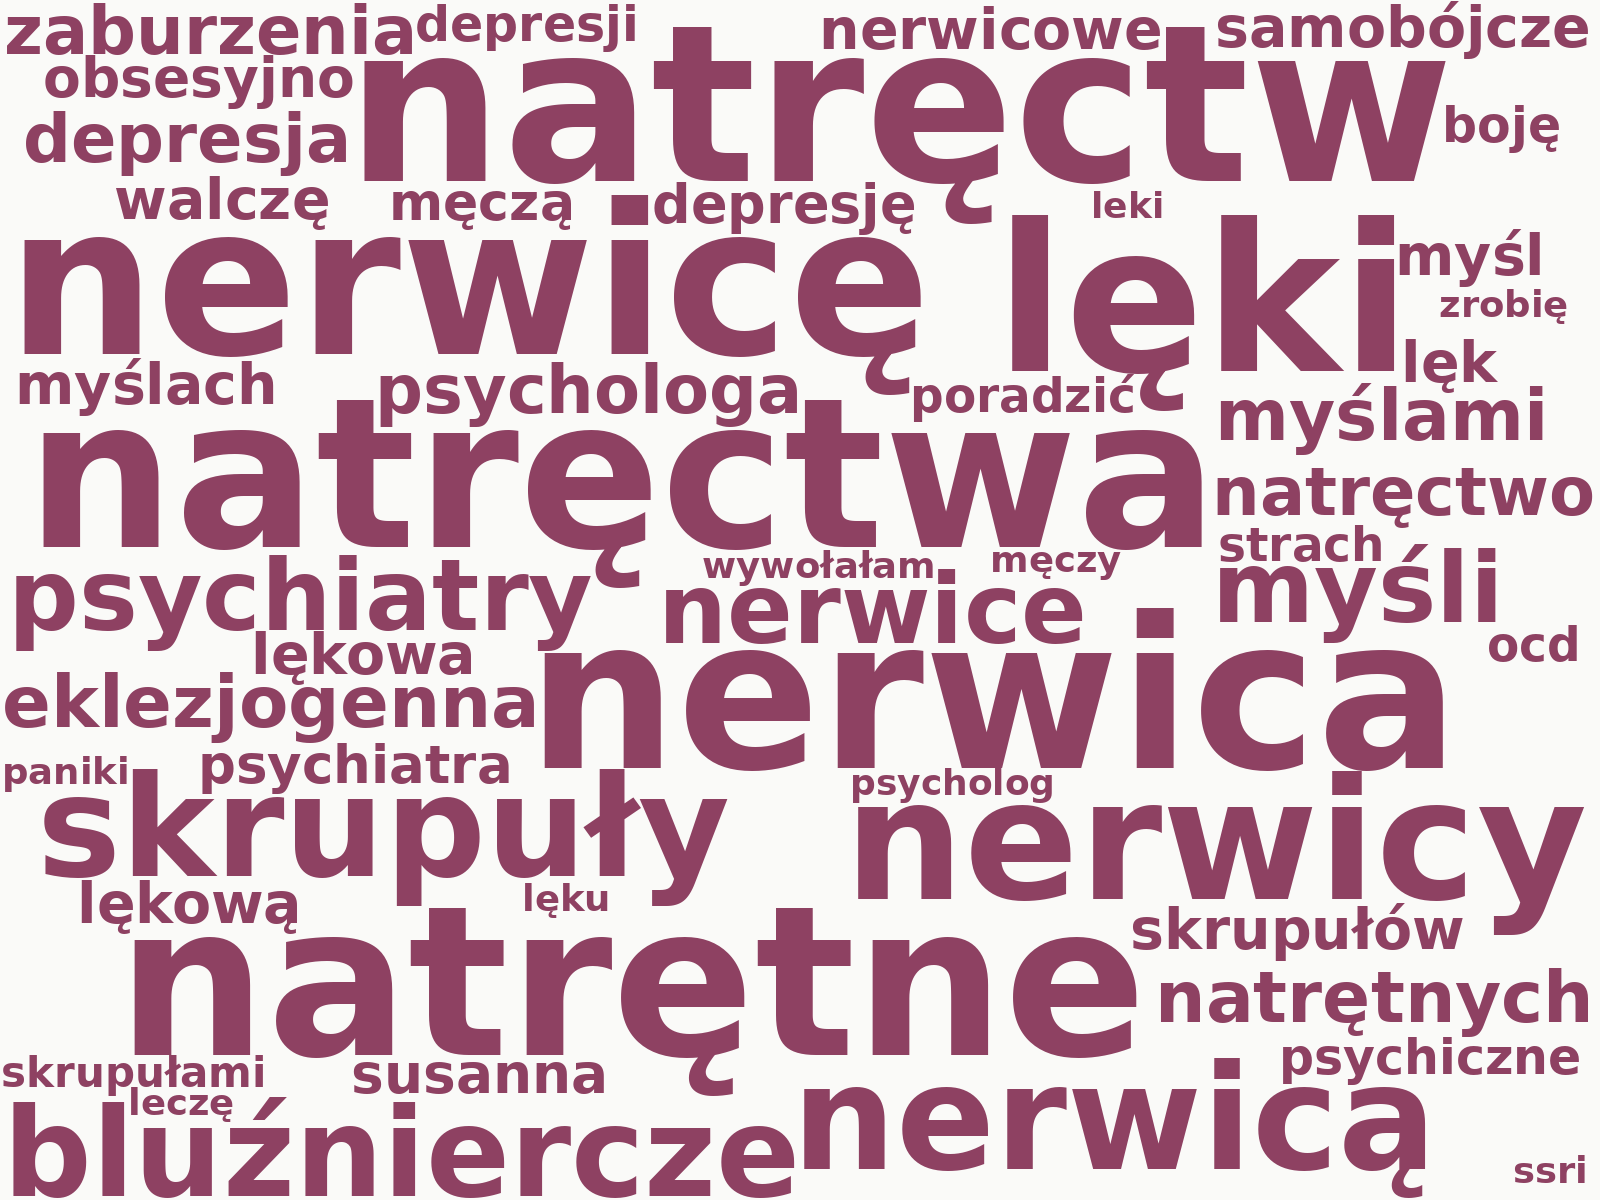 zaburzenia depresji nerwicowe samobójcze
obsesyjno natręctw
depresja boję
walczę męczą depresję leki
nerwicę lęki myśl
zrobię
myślach psychologa poradzić lęk
natręctwa myślami
natręctwo
psychiatry wywołałam męczy strach
nerwice myśli
lękowa nerwica ocd
eklezjogenna
paniki psychiatra psycholog
skrupuły nerwicy
lękową lęku
natrętne skrupułów
natrętnych
skrupułami susanna psychiczne
leczę nerwicą
bluźniercze ssri